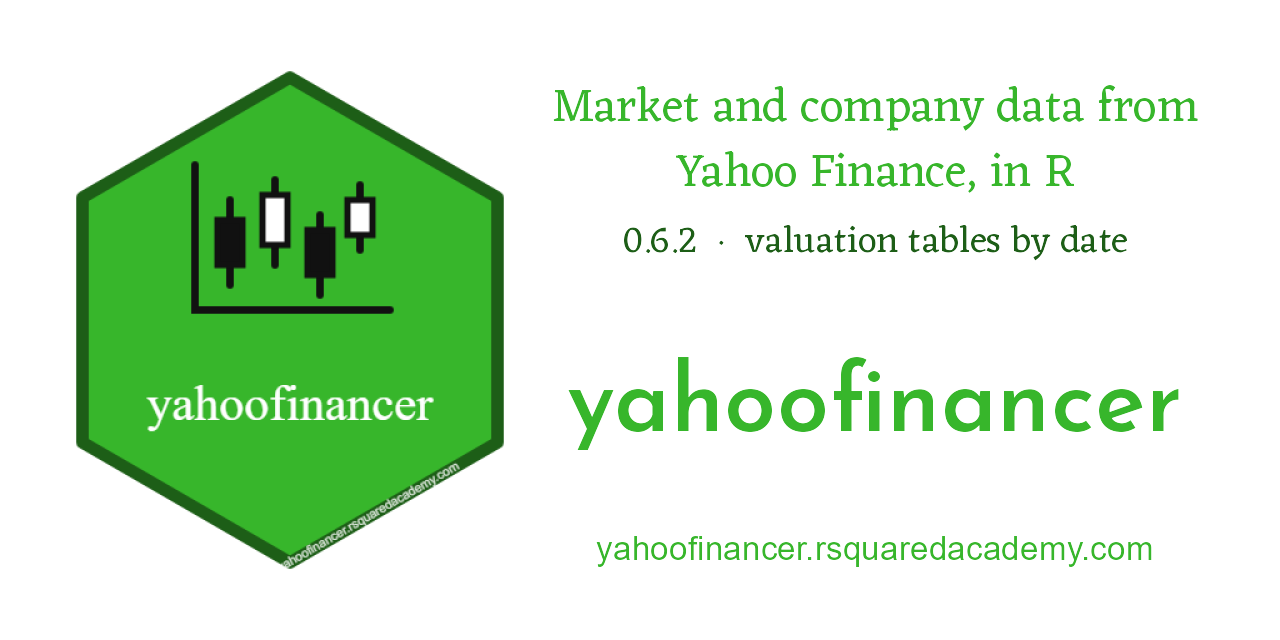 Market and company data from
Yahoo Finance, in R
0.6.2 · valuation tables by date
yahoofinancer
yahoofinancer
yahoofinancer.rsquaredacademy.com
yahoofinancer.rsquaredacademy.com